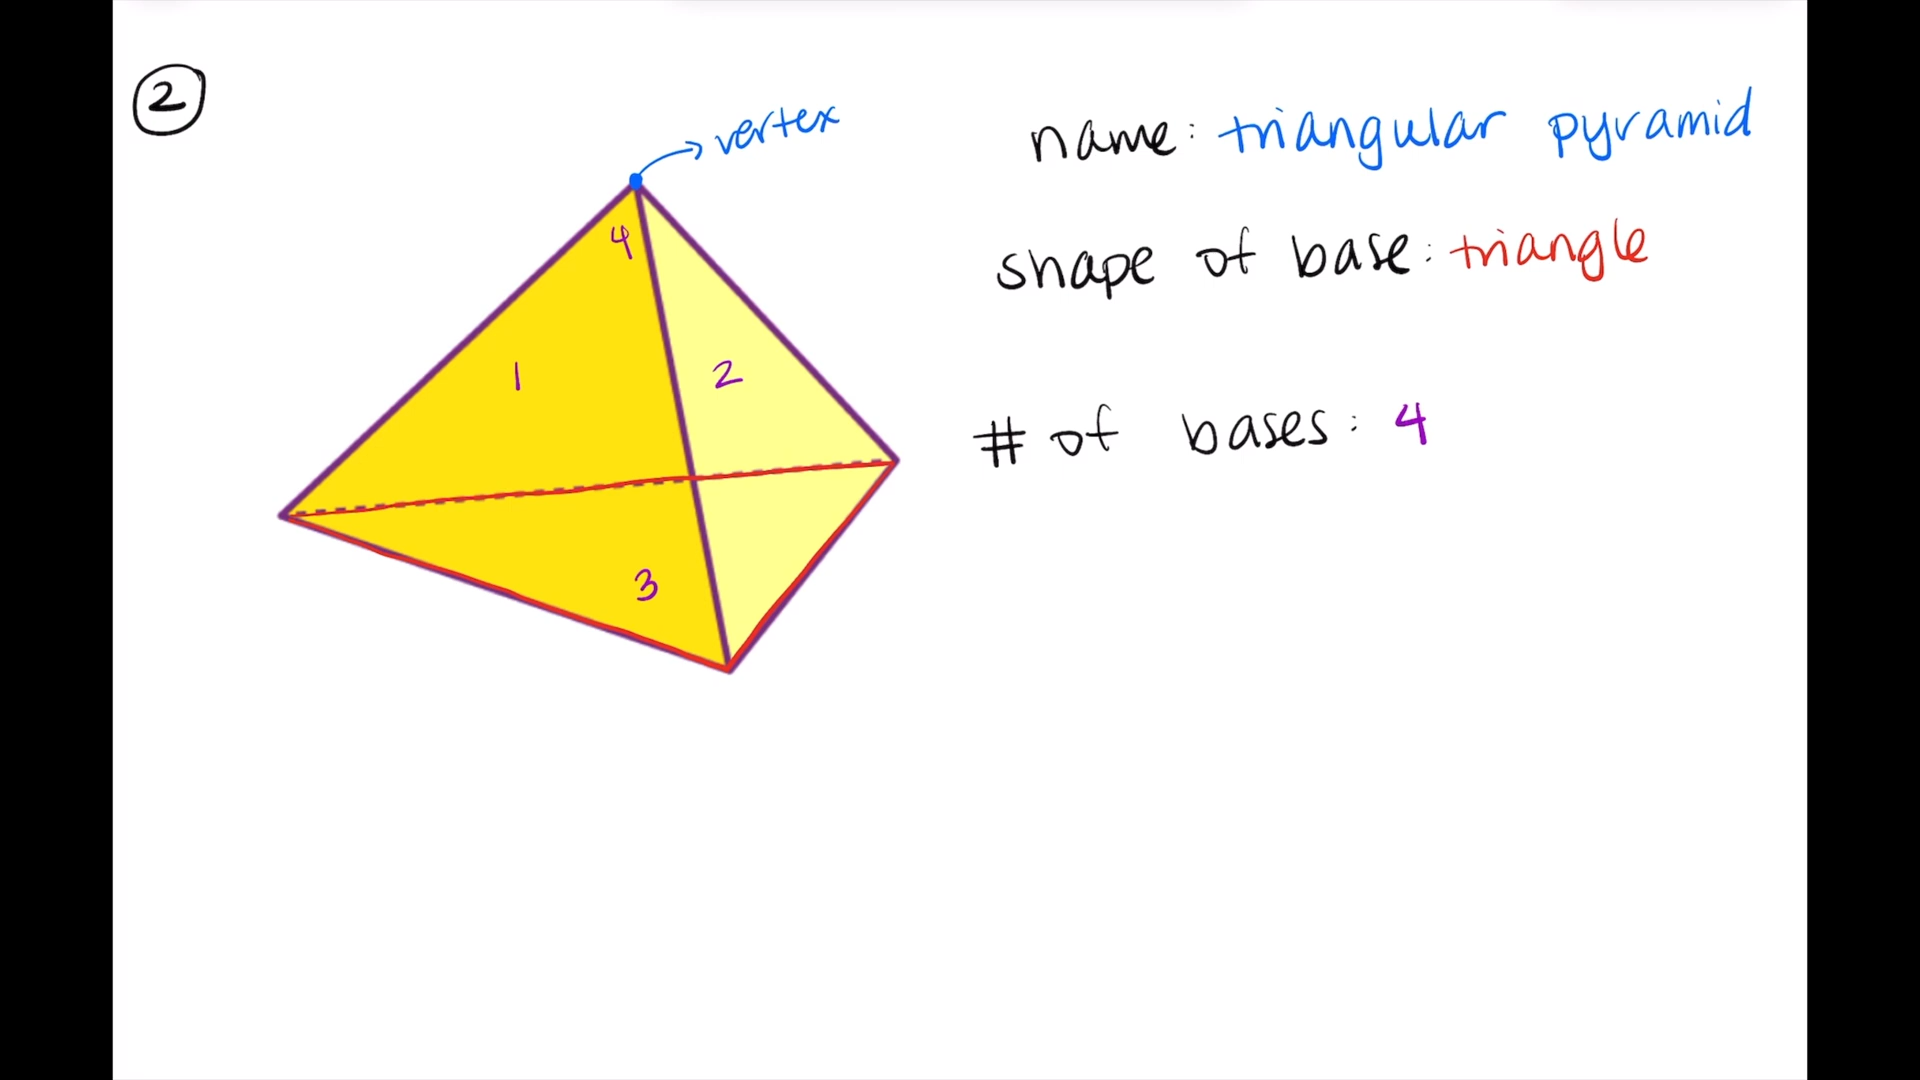 2
vertex
name: triangular pyramid
shape of base: triangle
4
1
2
# of bases: 4
3